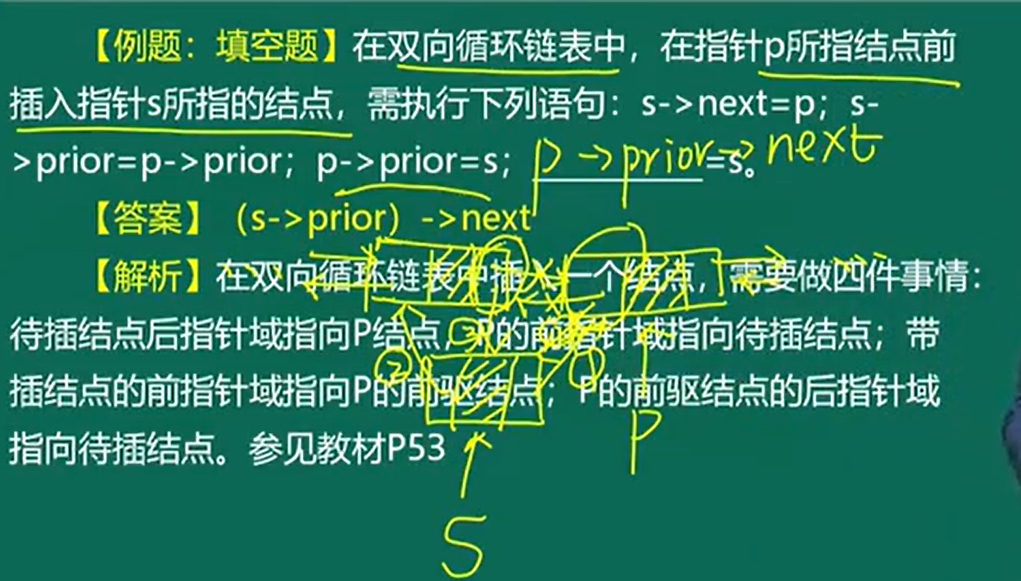 【例题：填空题】在双向循环链表中，在指针p所指结点前
插入指针s所指的结点，需执行下列语句：s->next=p；s-
>prior=p->prior；p->prior=s；p→prior→next=s。
【答案】（s->prior）->next
【解析】在双向循环链表中插入一个结点，需要做四件事情：
待插结点后指针域指向P结点，P的前指针域指向待插结点；带
插结点的前指针域指向P的前驱结点；P的前驱结点的后指针域
指向待插结点。参见教材P53
② ③ ①
P
S